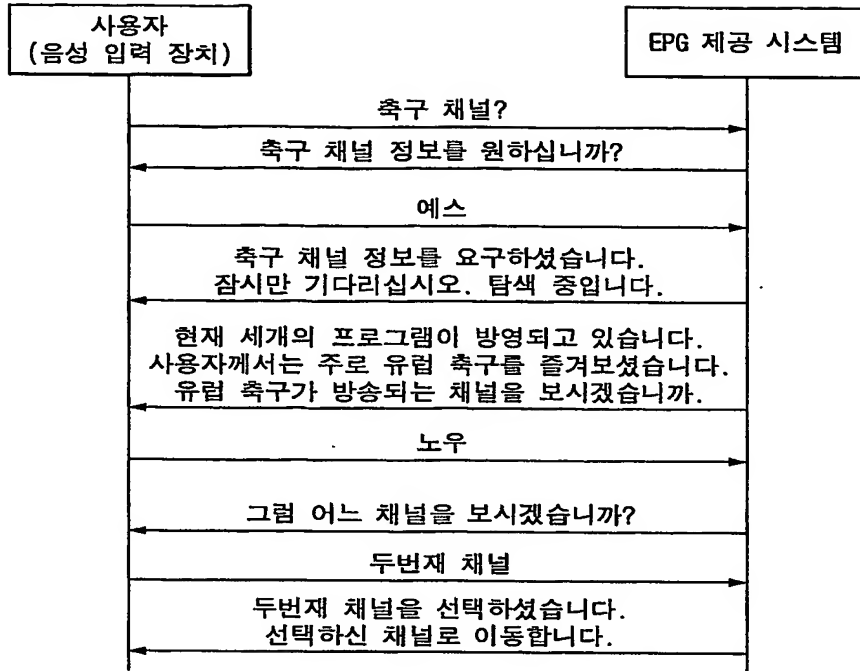 사용자
(음성 입력 장치)
EPG 제공 시스템
축구 채널?
축구 채널 정보를 원하십니까?
예스
축구 채널 정보를 요구하셨습니다.
잠시만 기다리십시오. 탐색 중입니다.
현재 세개의 프로그램이 방영되고 있습니다.
사용자께서는 주로 유럽 축구를 즐겨보셨습니다.
유럽 축구가 방송되는 채널을 보시겠습니까.
노우
그럼 어느 채널을 보시겠습니까?
두번재 채널
두번재 채널을 선택하셨습니다.
선택하신 채널로 이동합니다.